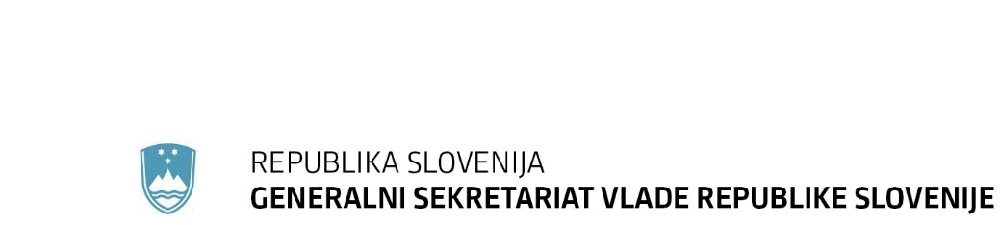 REPUBLIKA SLOVENIJA
GENERALNI SEKRETARIAT VLADE REPUBLIKE SLOVENIJE